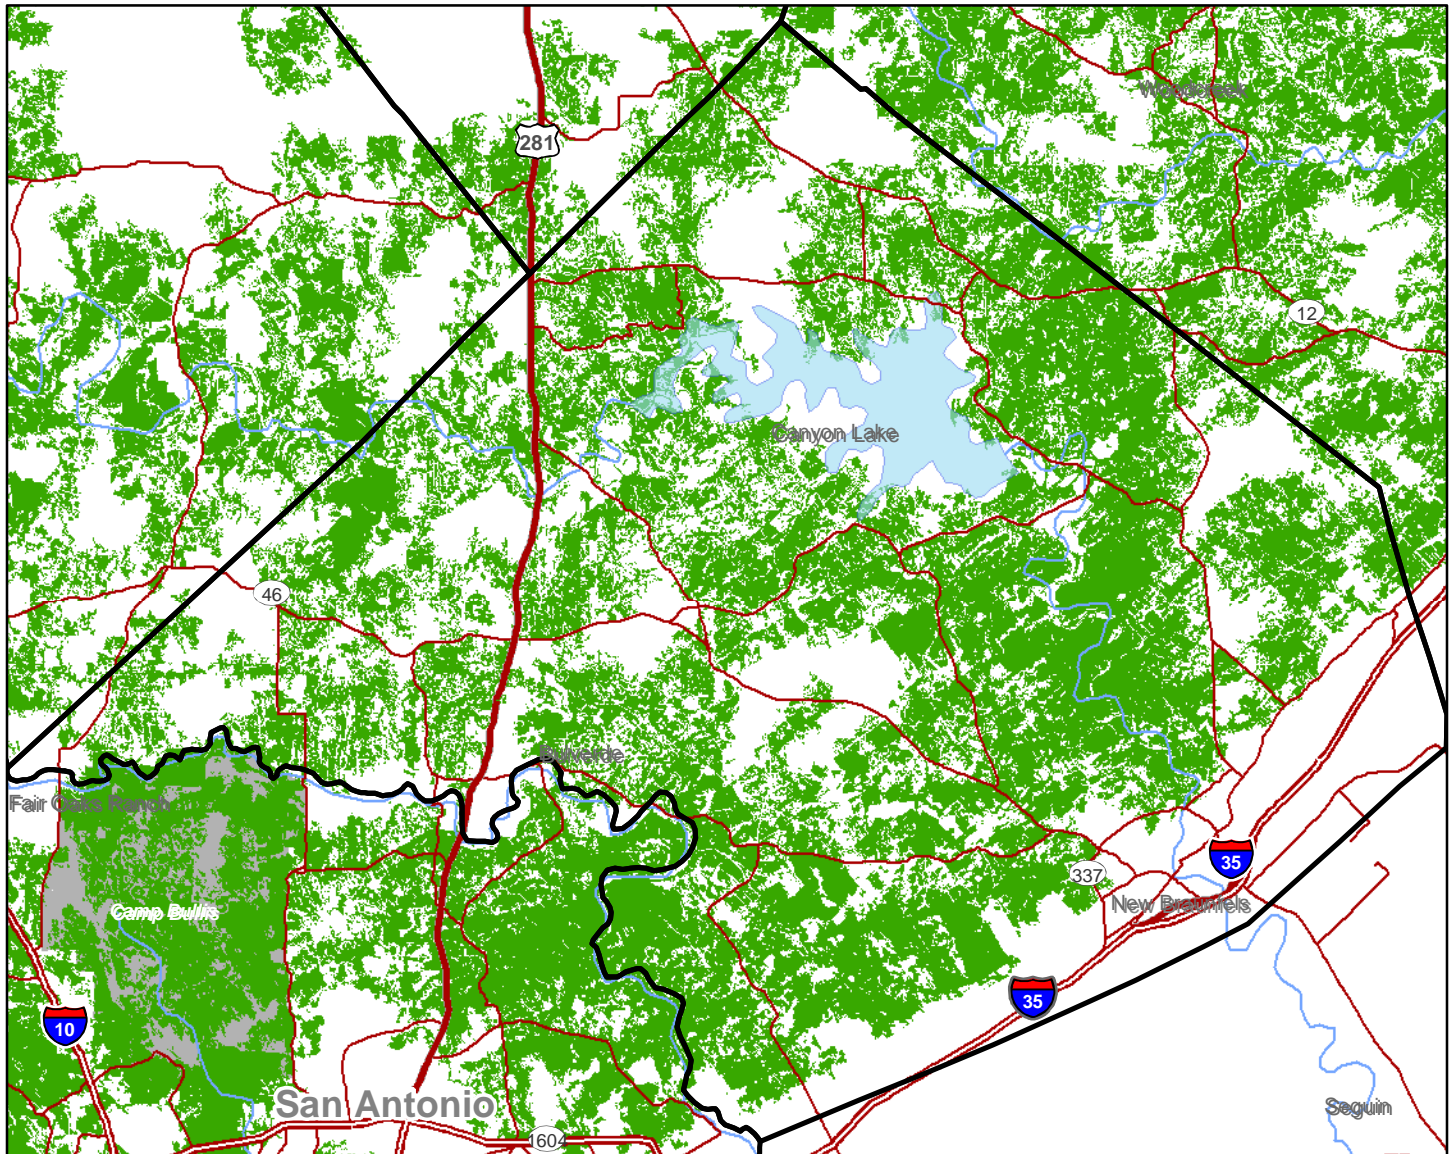 Woodcreek
281
12
Canyon Lake
46
Bulverde
Fair Oaks Ranch
35
337
New Braunfels
Camp Bullis
35
10
San Antonio
Seguin
1604